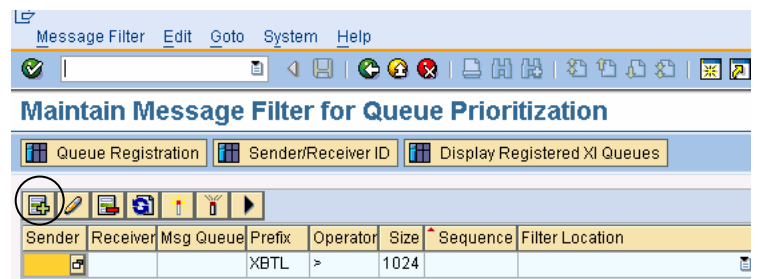 Message Filter Edit Goto System Help
Maintain Message Filter for Queue Prioritization
Queue Registration Sender/Receiver ID Display Registered XI Queues
Sender Receiver Msg Queue Prefix Operator Size Sequence Filter Location
XBTL > 1024